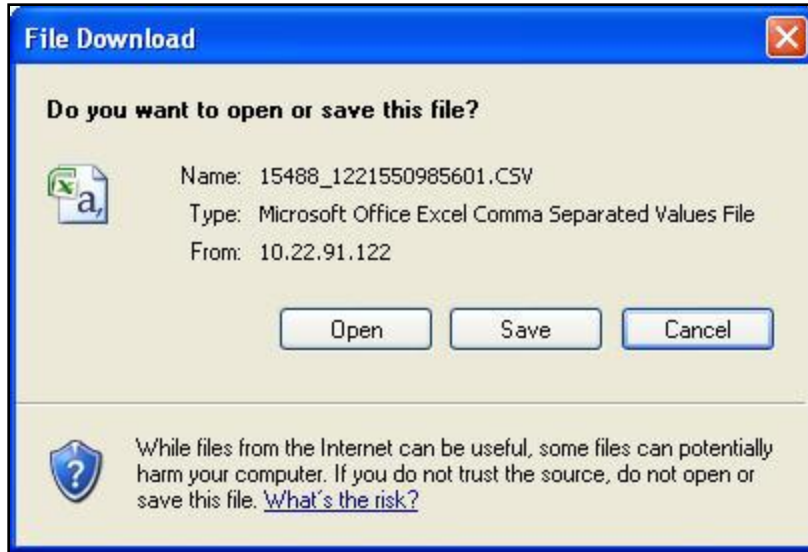 File Download
Do you want to open or save this file?
a,
Name: 15488_1221550985601.CSV
Type: Microsoft Office Excel Comma Separated Values File
From: 10.22.91.122
Open Save Cancel
While files from the Internet can be useful, some files can potentially
harm your computer. If you do not trust the source, do not open or
save this file. What's the risk?